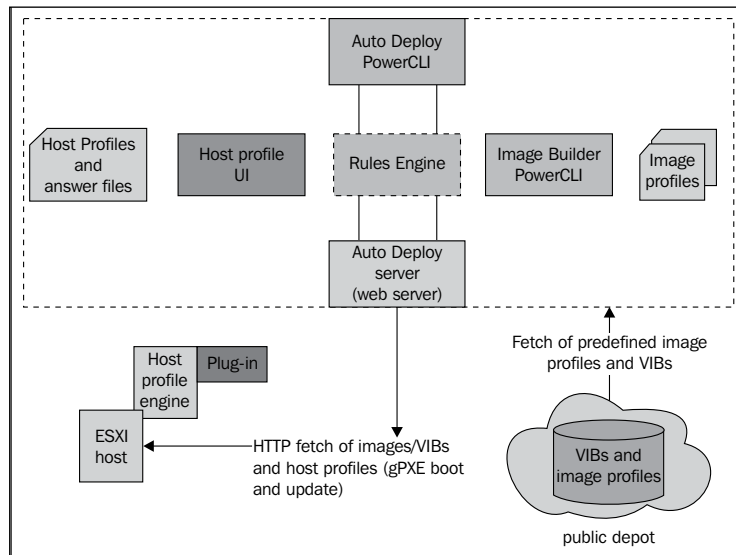 Auto Deploy
PowerCLI
Host Profiles
and
answer files
Host profile
UI
Rules Engine
Image Builder
PowerCLI
Image
profiles
Auto Deploy
server
(web server)
Fetch of predefined image
profiles and VIBs
Host
profile
engine
Plug-in
ESXI
host
HTTP fetch of images/VIBs
and host profiles (gPXE boot
and update)
VIBs and
image profiles
public depot